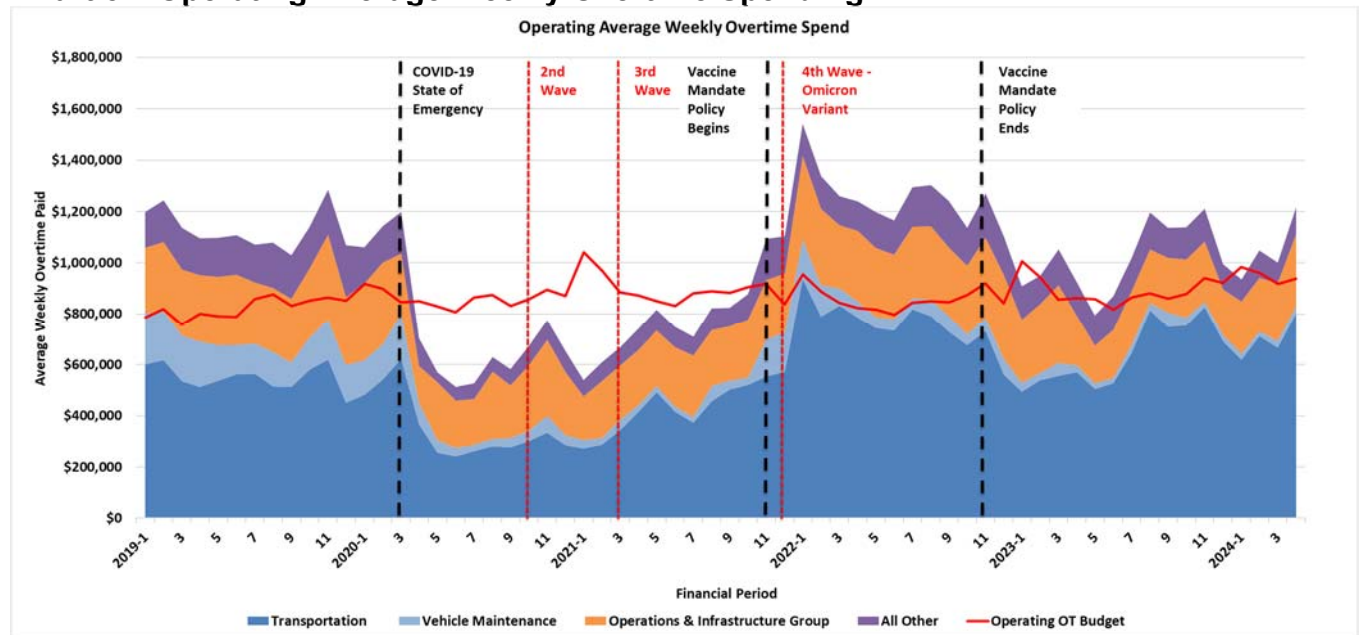 Operating Average Weekly Overtime Spending
Operating Average Weekly Overtime Spend
$1,800,000
$1,600,000
$1,400,000
$1,200,000
$1,000,000
$800,000
$600,000
$400,000
$200,000
$0
Average Weekly Overtime Paid
COVID-19
State of
Emergency
2nd
Wave
3rd
Wave
Vaccine
Mandate
Policy
Begins
4th Wave -
Omicron
Variant
Vaccine
Mandate
Policy
Ends
2019-1 3 5 7 9 11 2020-1 3 5 7 9 11 2021-1 3 5 7 9 11 2022-1 3 5 7 9 11 2023-1 3 5 7 9 11 2024-1 3
Financial Period
Transportation Vehicle Maintenance Operations & Infrastructure Group All Other Operating OT Budget